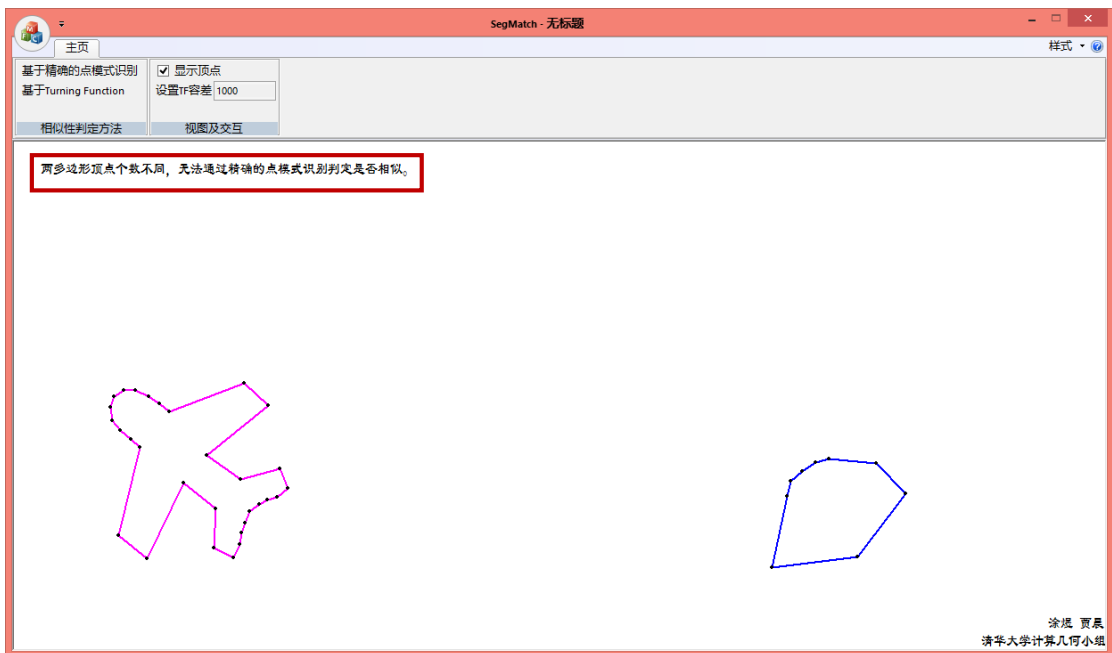 SegMatch - 无标题
主页
样式
基于精确的点模式识别
显示顶点
基于Turning Function
设置TF容差 1000
相似性判定方法
视图及交互
两多边形顶点个数不同，无法通过精确的点模式识别判定是否相似。
涂煜 贾晨
清华大学计算几何小组